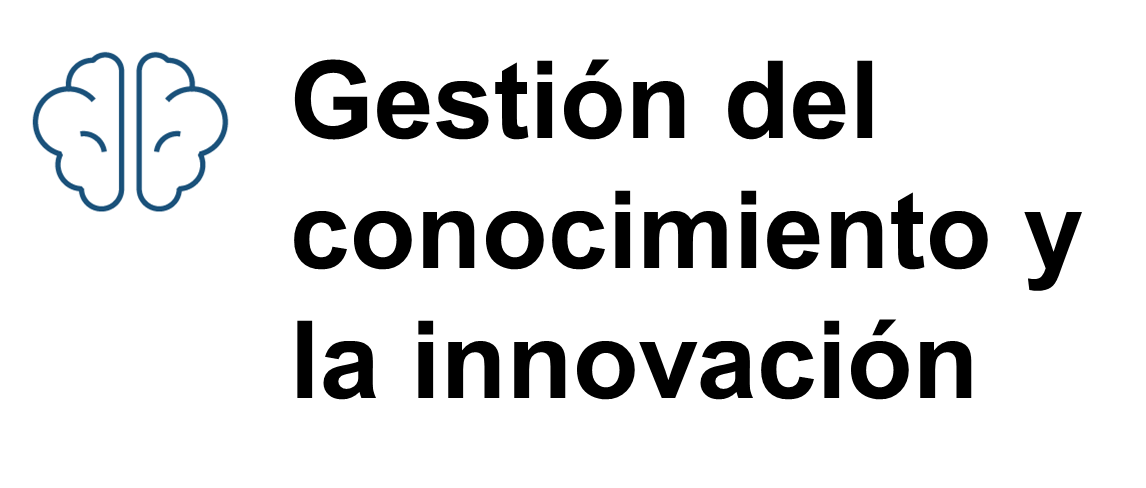 Gestión del
conocimiento y
la innovación